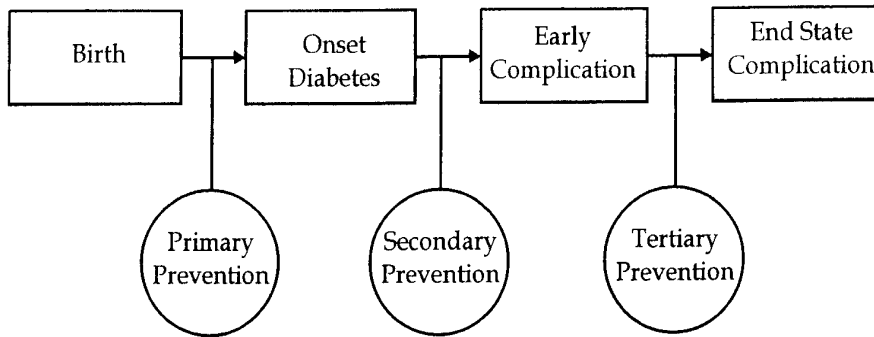 Birth
Onset
Diabetes
Early
Complication
End State
Complication
Primary
Prevention
Secondary
Prevention
Tertiary
Prevention